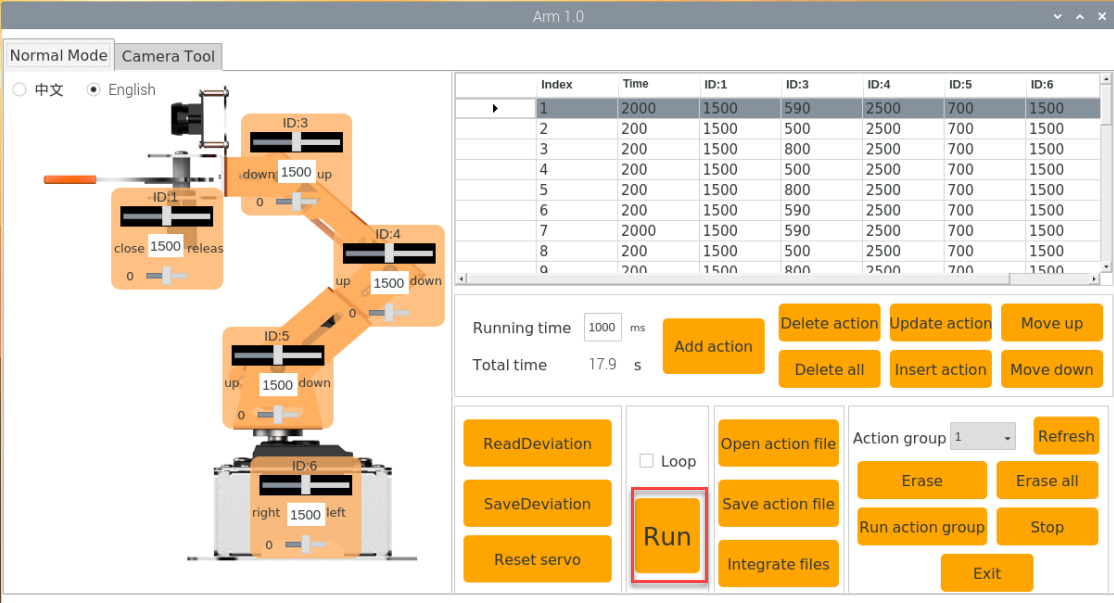 Arm 1.0
Normal Mode
Camera Tool
中文
English
ID:3
down 1500 up
0
ID:1
close 1500 releas
0
ID:4
up 1500 down
0
ID:5
up 1500 down
0
ID:6
right 1500 left
0
Index Time ID:1 ID:3 ID:4 ID:5 ID:6
1 2000 1500 590 2500 700 1500
2 200 1500 500 2500 700 1500
3 200 1500 800 2500 700 1500
4 200 1500 500 2500 700 1500
5 200 1500 800 2500 700 1500
6 200 1500 590 2500 700 1500
7 2000 1500 590 2500 700 1500
8 200 1500 500 2500 700 1500
9 200 1500 800 2500 700 1500
Running time 1000 ms
Total time 17.9 s
Add action
Delete action
Update action
Move up
Delete all
Insert action
Move down
ReadDeviation
SaveDeviation
Reset servo
Loop
Run
Open action file
Save action file
Integrate files
Action group 1
Refresh
Erase
Erase all
Run action group
Stop
Exit